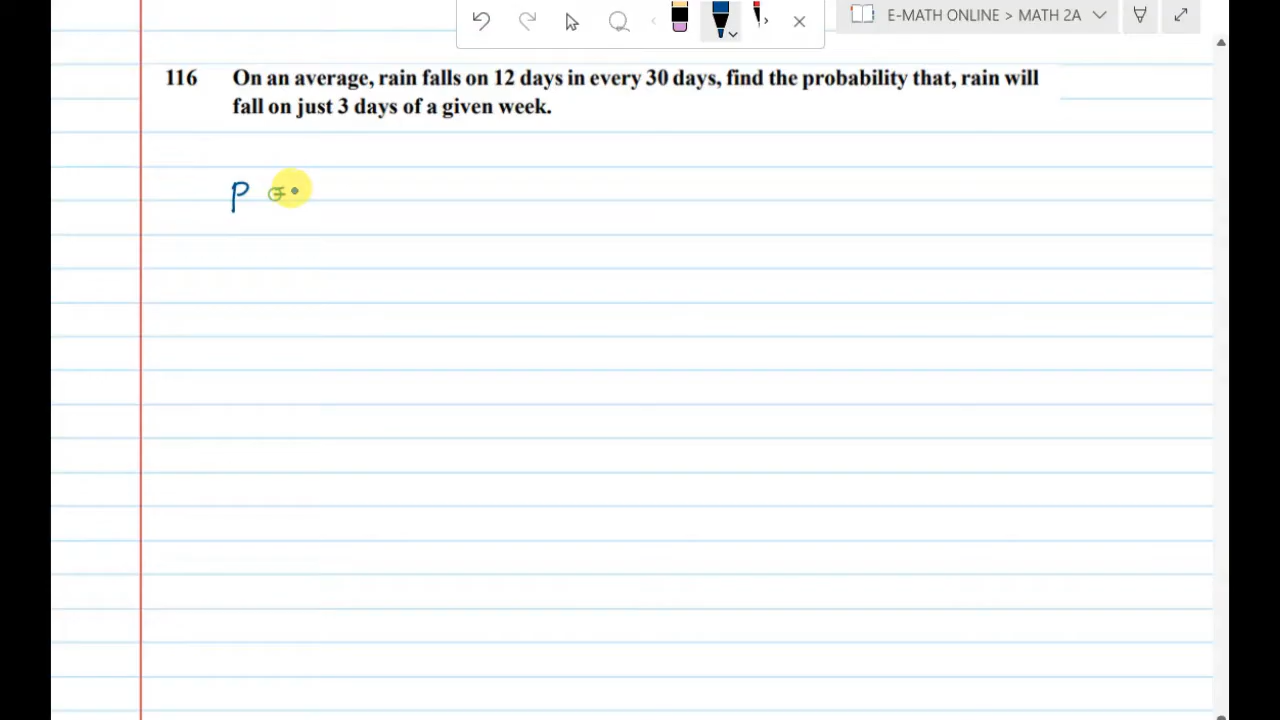 E-MATH ONLINE > MATH 2A
116 On an average, rain falls on 12 days in every 30 days, find the probability that, rain will
fall on just 3 days of a given week.
P =